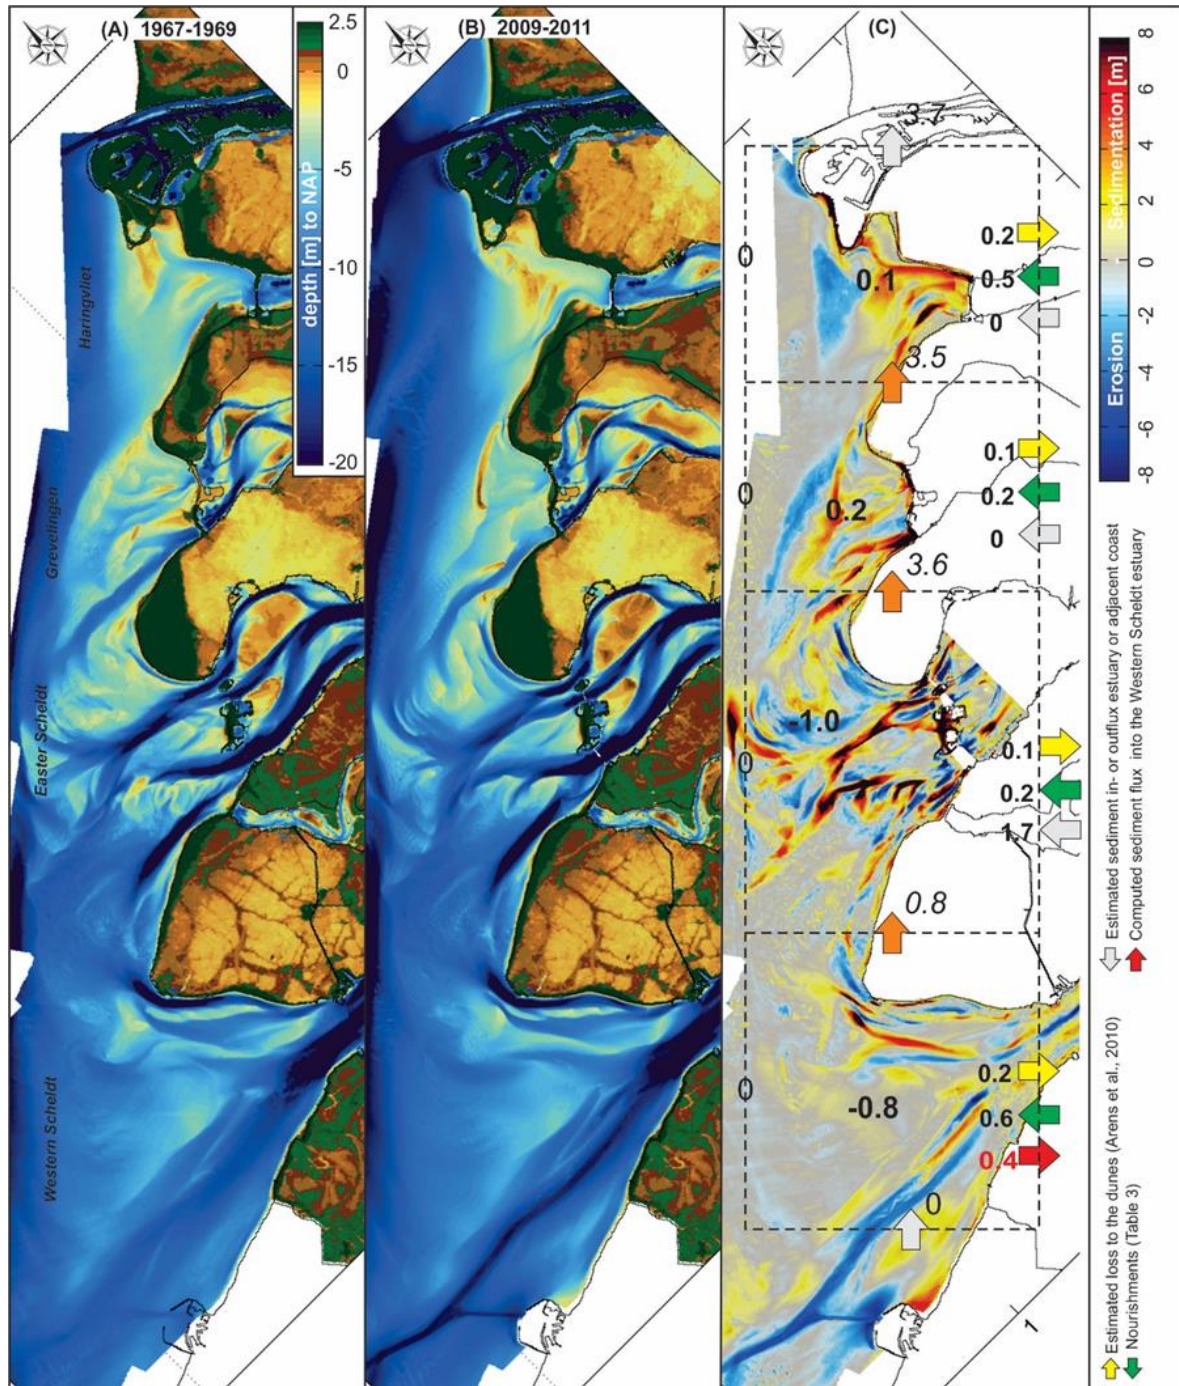 (A) 1967-1969
2.5
0
-5
-10
-15
-20
depth [m] to NAP
Haringvliet
Grevelingen
Easter Scheldt
Western Scheldt
(B) 2009-2011
(C)
3.7
0
0.2
0.5
0.1
0
3.5
0
0.1
0.2
0.2
0
3.6
-1.0
0
0.1
0.2
1.7
0.8
0
0.2
-0.8
0.6
0.4
0
1
Erosion
Sedimentation [m]
8
6
4
2
0
-2
-4
-6
-8
Estimated loss to the dunes (Arens et al., 2010)
Nourishments (Table 3)
Estimated sediment in- or outflux estuary or adjacent coast
Computed sediment flux into the Western Scheldt estuary